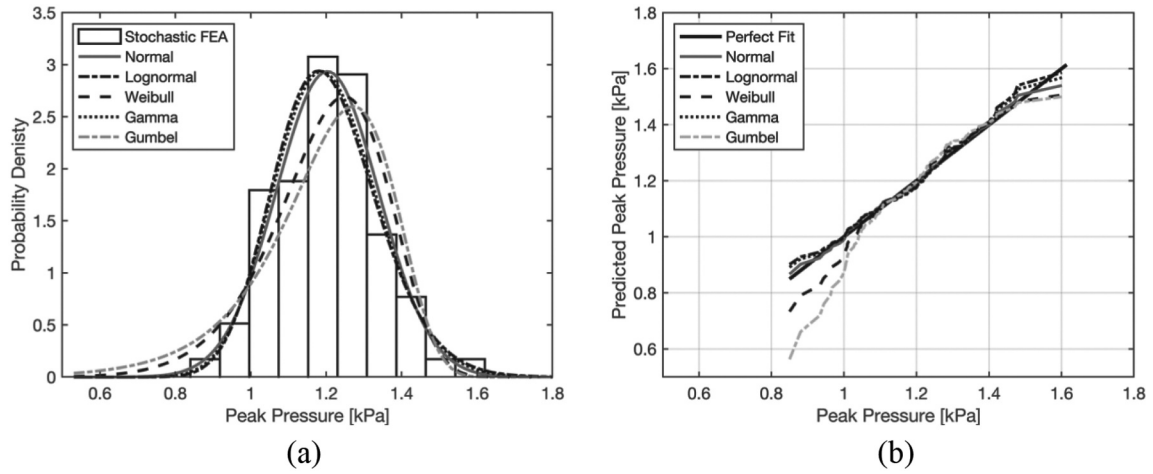 3.5
3
2.5
2
1.5
1
0.5
0
Probability Denisty
Stochastic FEA
Normal
Lognormal
Weibull
Gamma
Gumbel
0.6 0.8 1 1.2 1.4 1.6 1.8
Peak Pressure [kPa]
(a)
1.8
1.6
1.4
1.2
1
0.8
0.6
Predicted Peak Pressure [kPa]
Perfect Fit
Normal
Lognormal
Weibull
Gamma
Gumbel
0.6 0.8 1 1.2 1.4 1.6 1.8
Peak Pressure [kPa]
(b)